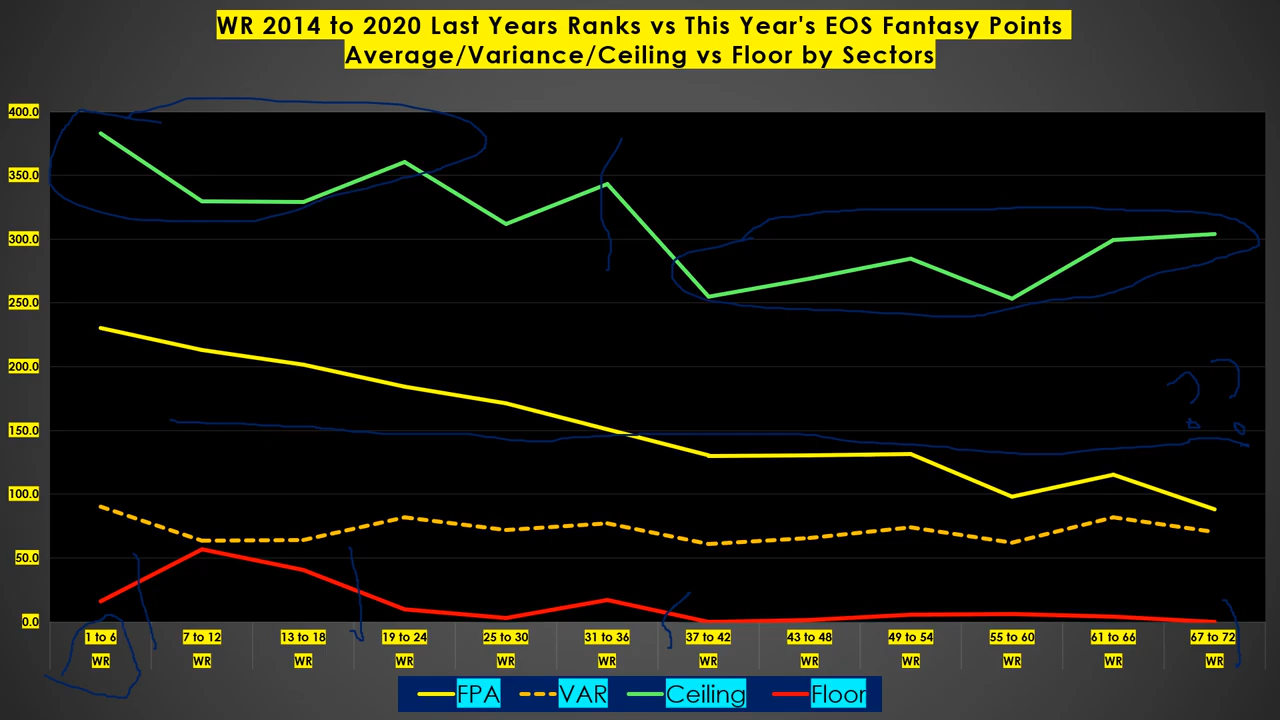 WR 2014 to 2020 Last Years Ranks vs This Year's EOS Fantasy Points
Average/Variance/Ceiling vs Floor by Sectors
400.0
350.0
300.0
250.0
200.0
150.0
100.0
50.0
0.0
1 to 6 7 to 12 13 to 18 19 to 24 25 to 30 31 to 36 37 to 42 43 to 48 49 to 54 55 to 60 61 to 66 67 to 72
WR WR WR WR WR WR WR WR WR WR WR WR
FPA VAR Ceiling Floor